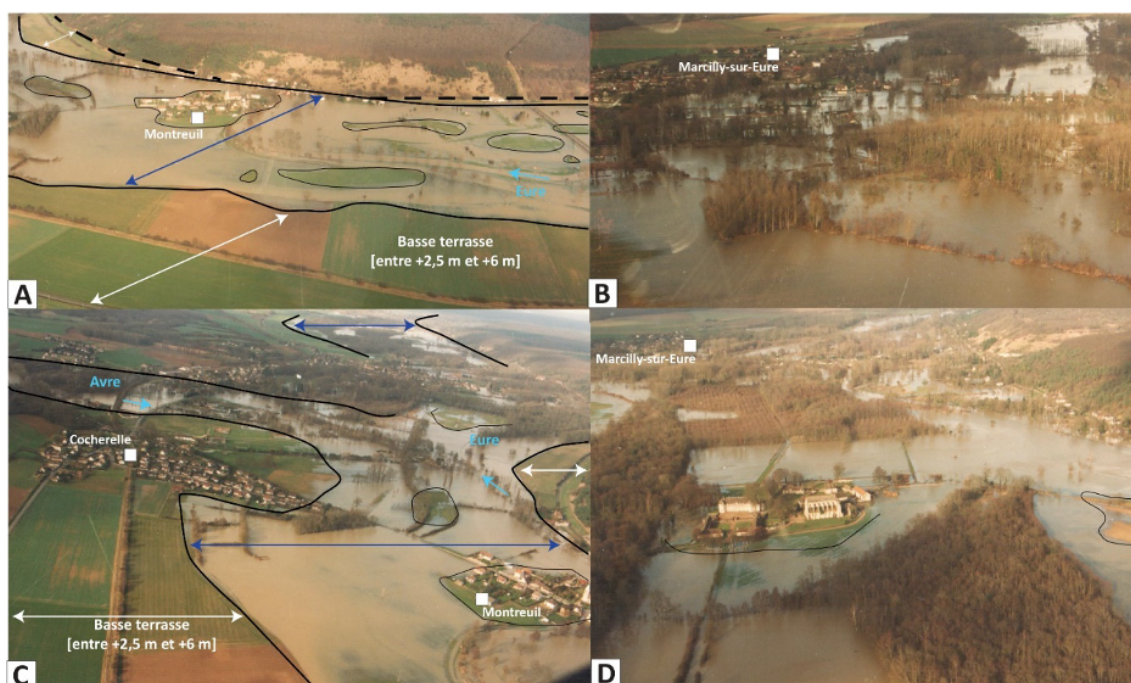 Montreuil
Eure
Basse terrasse
[entre +2,5 m et +6 m]
A
Marcilly-sur-Eure
B
Avre
Cocherelle
Eure
Montreuil
Basse terrasse
[entre +2,5 m et +6 m]
C
Marcilly-sur-Eure
D